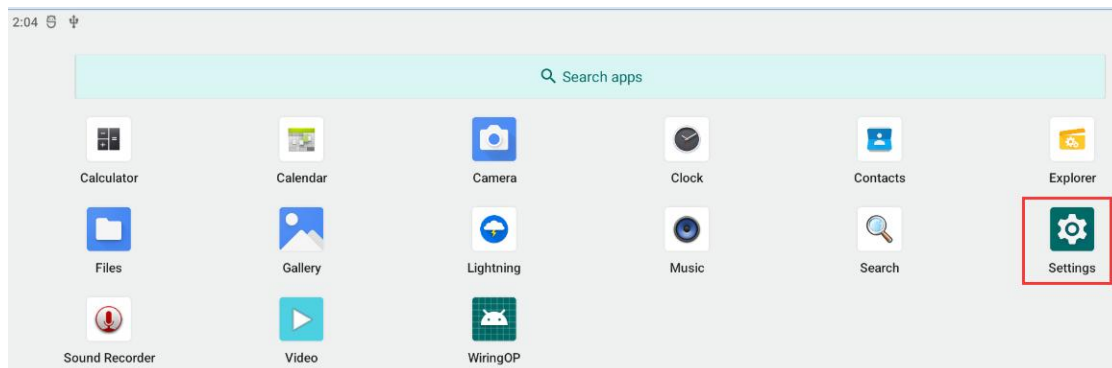 2:04
Search apps
Calculator Calendar Camera Clock Contacts Explorer
Files Gallery Lightning Music Search Settings
Sound Recorder Video WiringOP